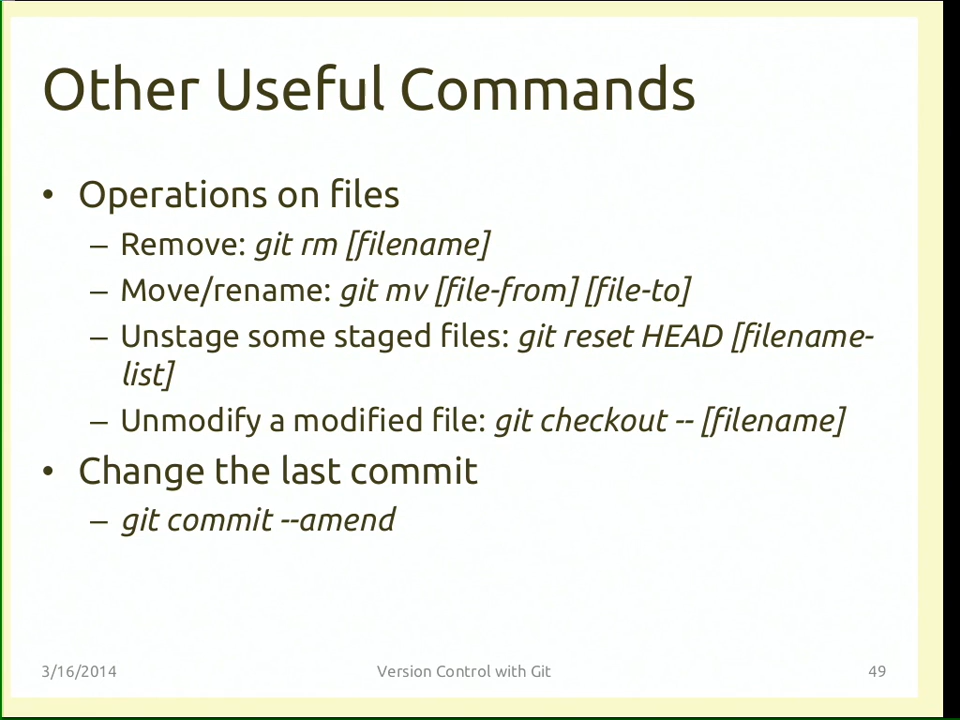 Other Useful Commands
• Operations on files
– Remove: git rm [filename]
– Move/rename: git mv [file-from] [file-to]
– Unstage some staged files: git reset HEAD [filename-
list]
– Unmodify a modified file: git checkout -- [filename]
• Change the last commit
– git commit --amend
3/16/2014 Version Control with Git 49